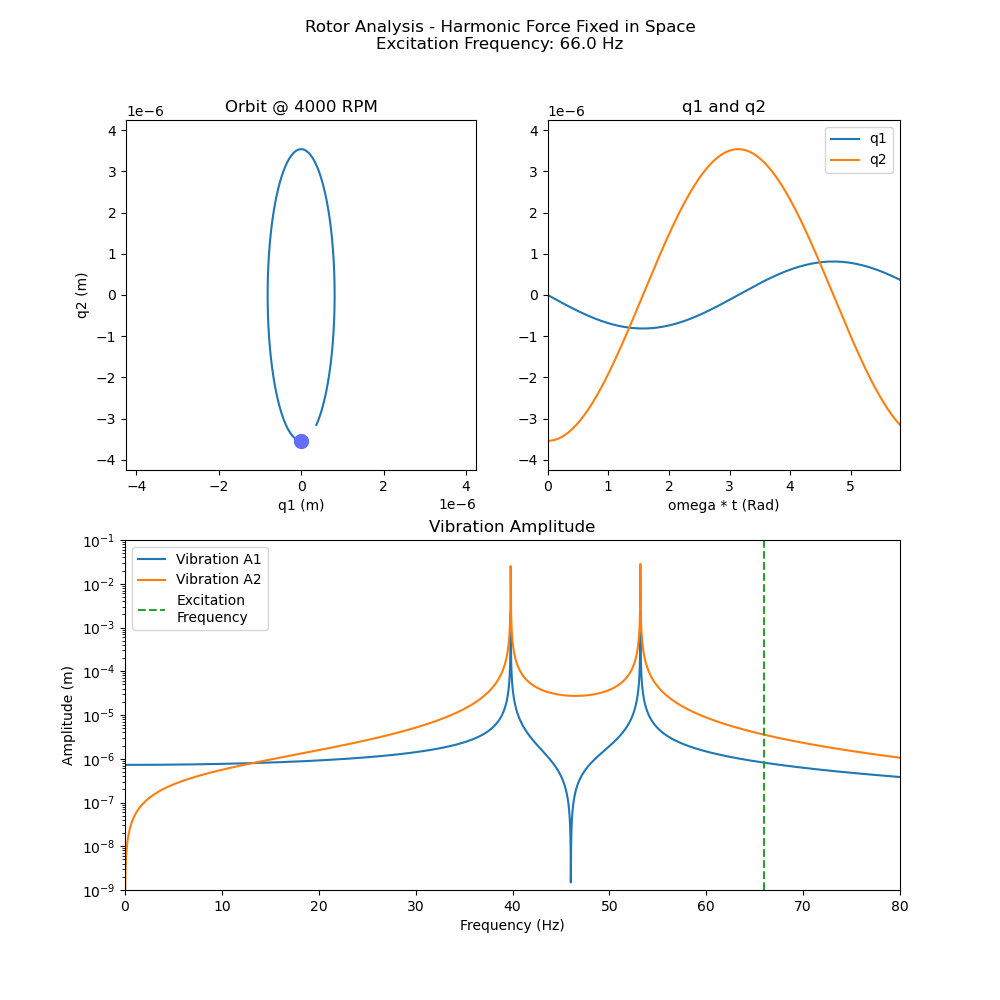 Rotor Analysis - Harmonic Force Fixed in Space
Excitation Frequency: 66.0 Hz
Orbit @ 4000 RPM
1e−6
4
3
2
1
0
−1
−2
−3
−4
q2 (m)
−4 −2 0 2 4
q1 (m)
1e−6
q1 and q2
1e−6
q1
q2
4
3
2
1
0
−1
−2
−3
−4
0 1 2 3 4 5
omega * t (Rad)
Vibration Amplitude
Vibration A1
Vibration A2
Excitation
Frequency
10−1
10−2
10−3
10−4
10−5
10−6
10−7
10−8
10−9
Amplitude (m)
0 10 20 30 40 50 60 70 80
Frequency (Hz)